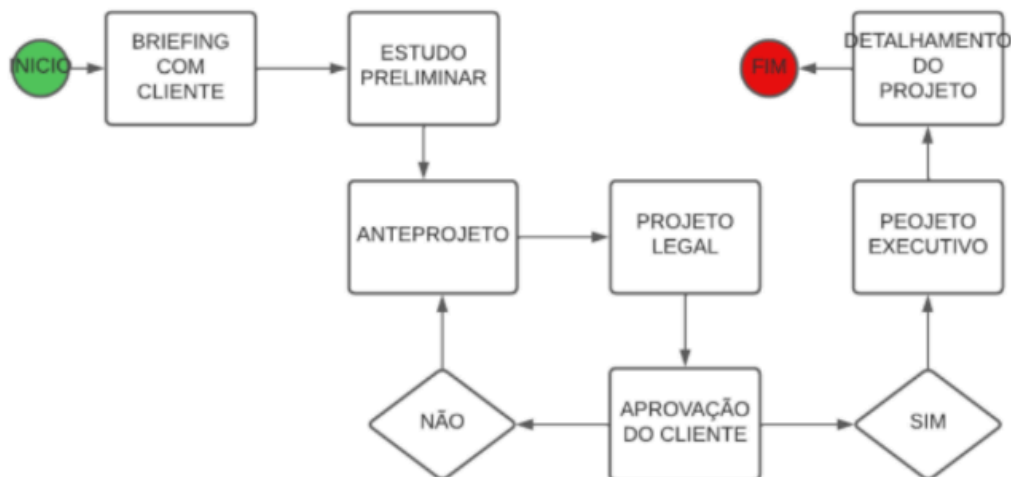 INICIO
BRIEFING
COM
CLIENTE
ESTUDO
PRELIMINAR
ANTEPROJETO
PROJETO
LEGAL
APROVAÇÃO
DO CLIENTE
NÃO
SIM
PEOJETO
EXECUTIVO
DETALHAMENTO
DO
PROJETO
FIM